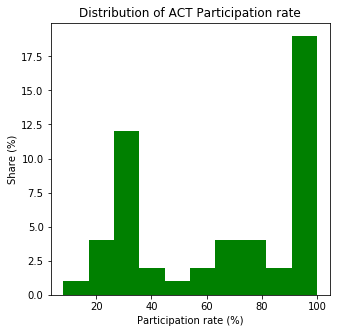 Distribution of ACT Participation rate
17.5
15.0
12.5
10.0
7.5
5.0
2.5
0.0
Share (%)
20 40 60 80 100
Participation rate (%)